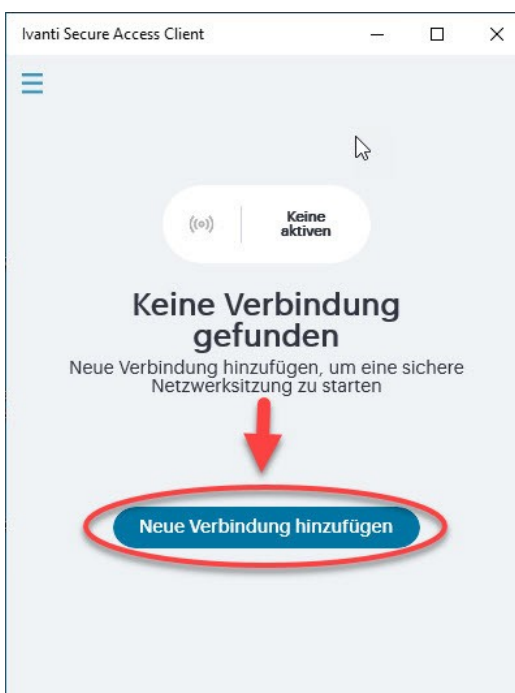 Ivanti Secure Access Client
Keine
aktiven
Keine Verbindung
gefunden
Neue Verbindung hinzufügen, um eine sichere
Netzwerksitzung zu starten
Neue Verbindung hinzufügen